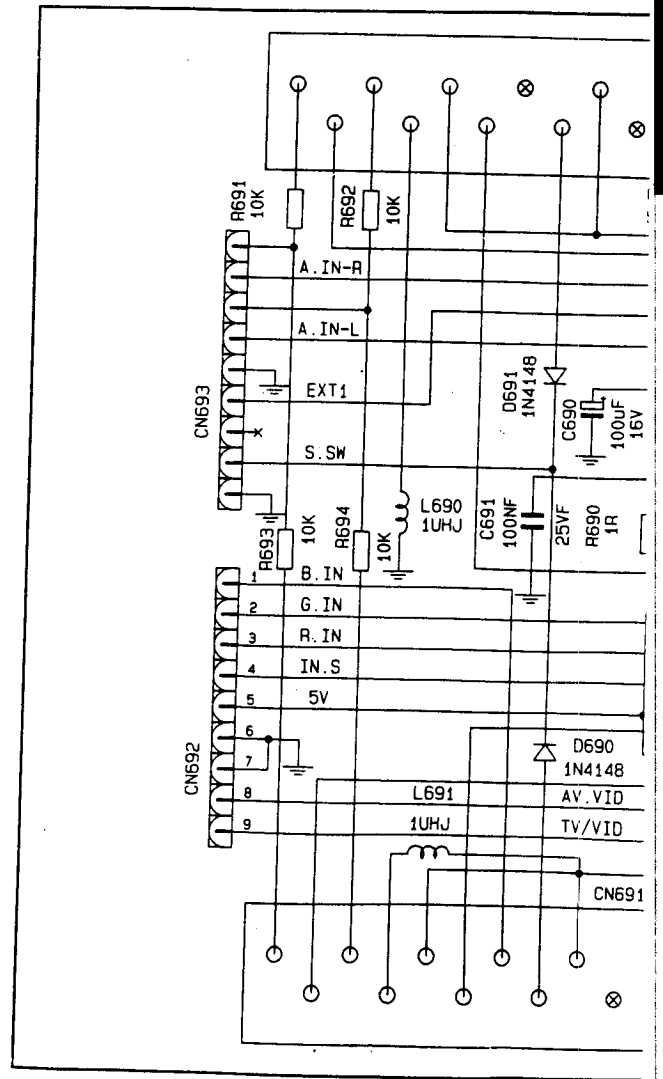 R691
10K
R692
10K
A.IN-R
A.IN-L
CN693
EXT1
D691
1N4148
C690
100uF
16V
S.SW
L690
1UHJ
C691
100NF
25VF
R690
1R
R693
10K
R694
10K
1
B.IN
2
G.IN
3
R.IN
4
IN.S
5
5V
6
CN692
7
D690
1N4148
8
L691
AV.VID
9
1UHJ
TV/VID
CN691